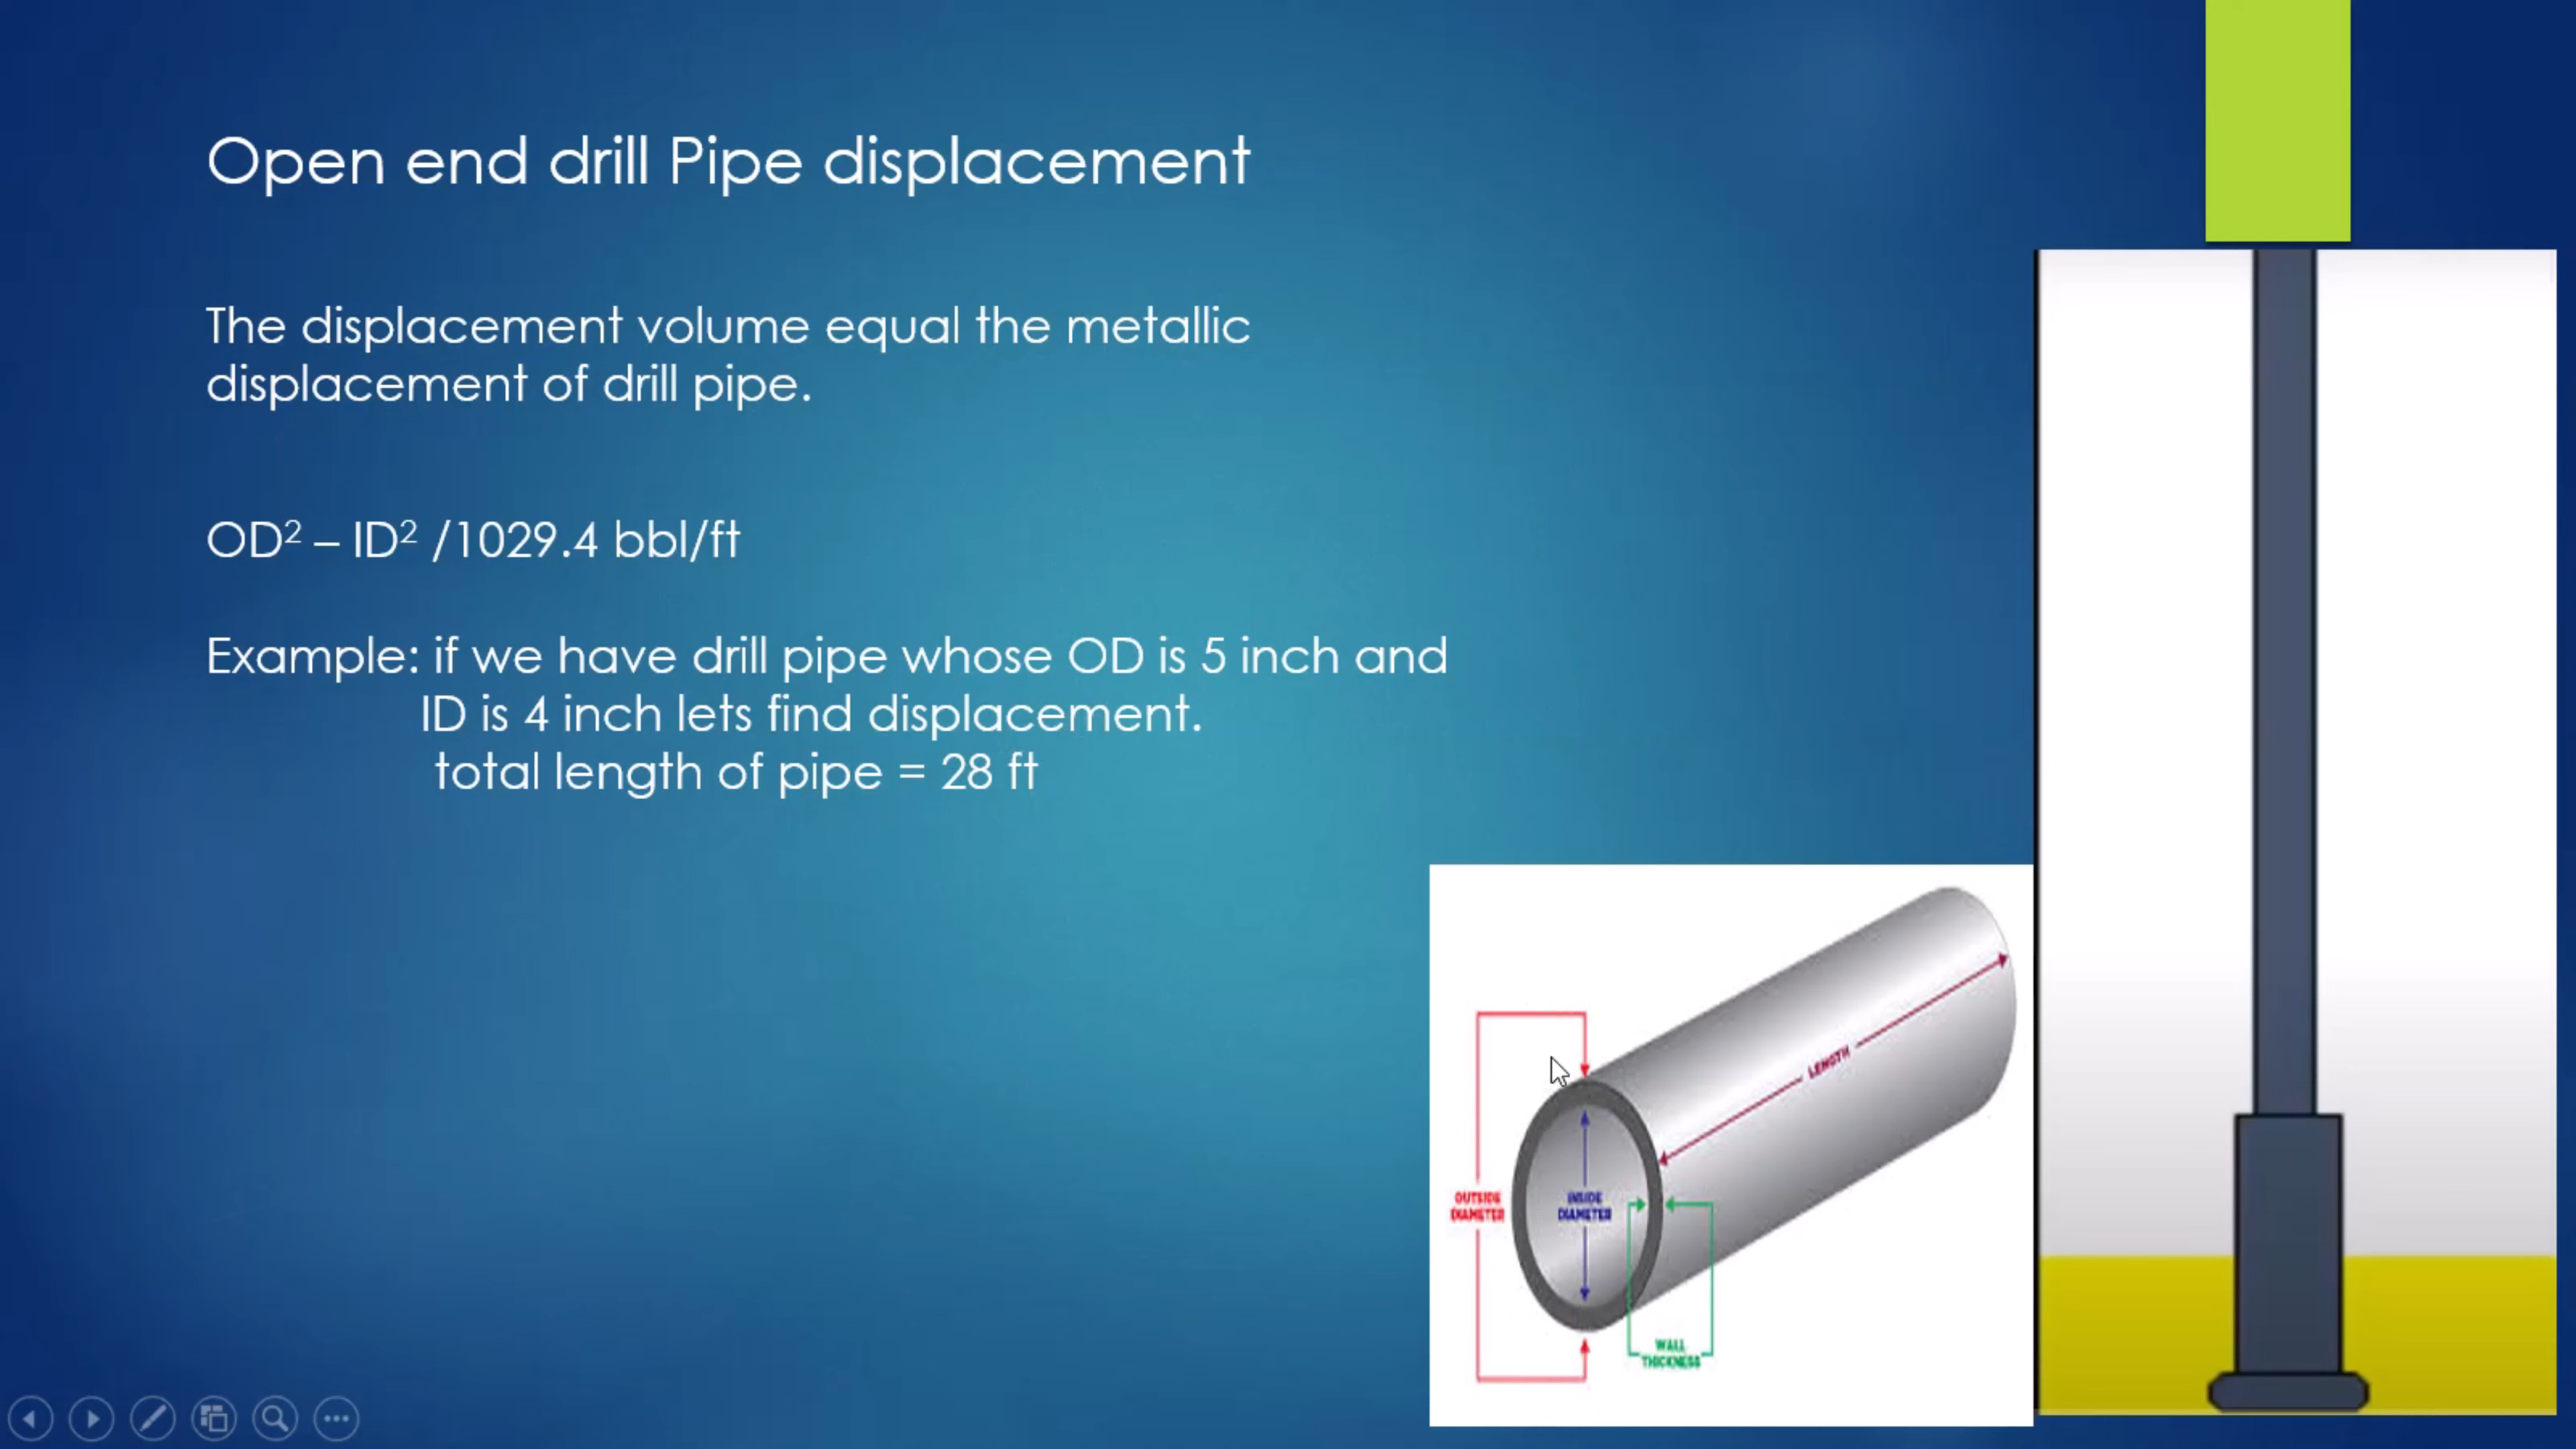 Open end drill Pipe displacement
The displacement volume equal the metallic
displacement of drill pipe.
OD² – ID² /1029.4 bbl/ft
Example: if we have drill pipe whose OD is 5 inch and
ID is 4 inch lets find displacement.
total length of pipe = 28 ft
LENGTH
OUTSIDE
DIAMETER
INSIDE
DIAMETER
WALL
THICKNESS